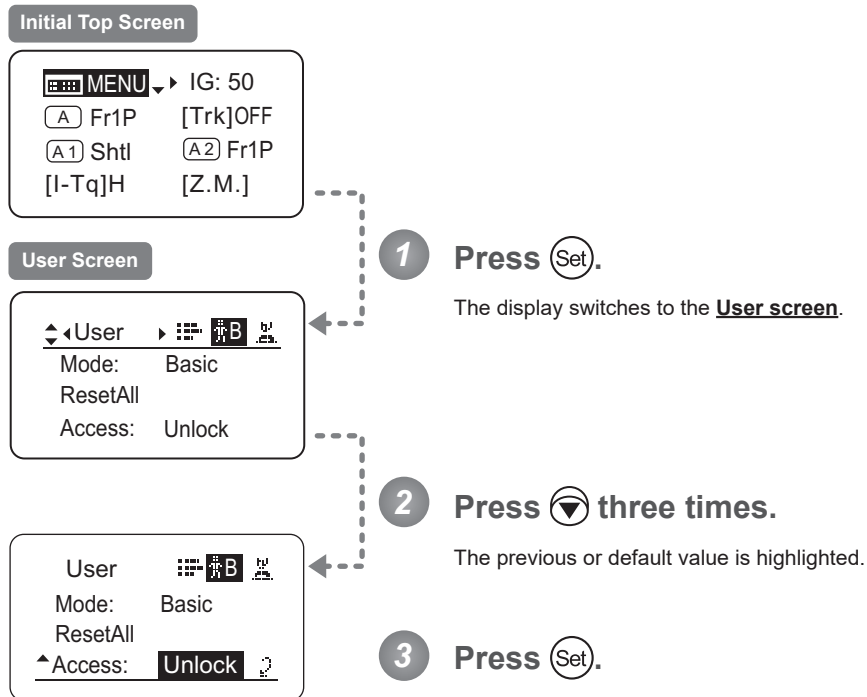 Initial Top Screen
MENU IG: 50
A Fr1P [Trk]OFF
A1 Shtl A2 Fr1P
[I-Tq]H [Z.M.]
1 Press Set.
The display switches to the User screen.
User Screen
User B
Mode: Basic
ResetAll
Access: Unlock
2 Press three times.
The previous or default value is highlighted.
User B
Mode: Basic
ResetAll
Access: Unlock
3 Press Set.